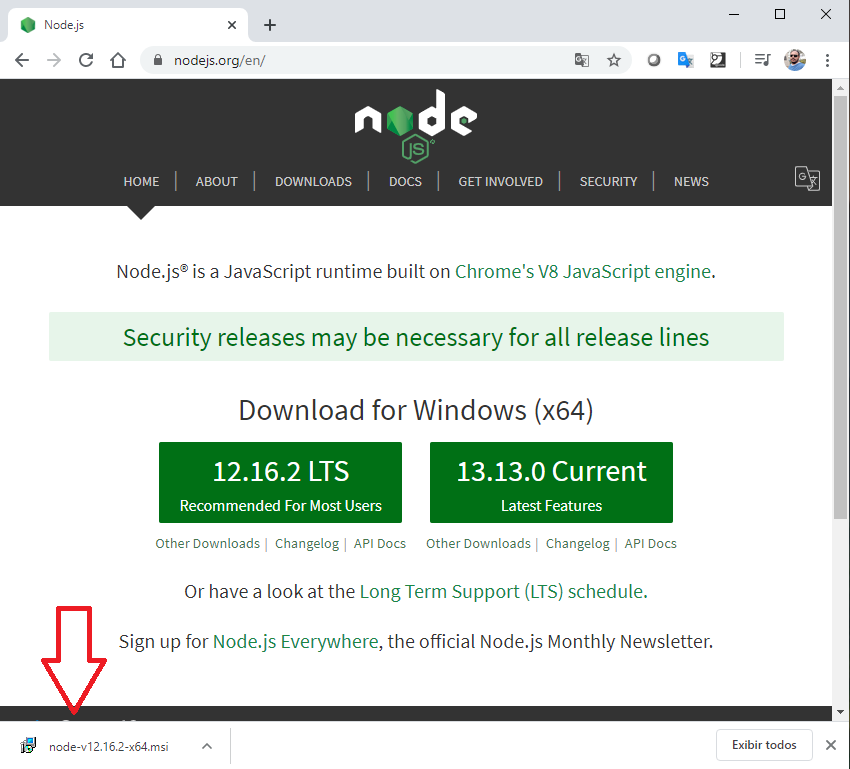 Node.js
nodejs.org/en/
node
JS
HOME | ABOUT | DOWNLOADS | DOCS | GET INVOLVED | SECURITY | NEWS
Node.js® is a JavaScript runtime built on Chrome's V8 JavaScript engine.
Security releases may be necessary for all release lines
Download for Windows (x64)
12.16.2 LTS
Recommended For Most Users
13.13.0 Current
Latest Features
Other Downloads | Changelog | API Docs
Other Downloads | Changelog | API Docs
Or have a look at the Long Term Support (LTS) schedule.
Sign up for Node.js Everywhere, the official Node.js Monthly Newsletter.
node-v12.16.2-x64.msi
Exibir todos